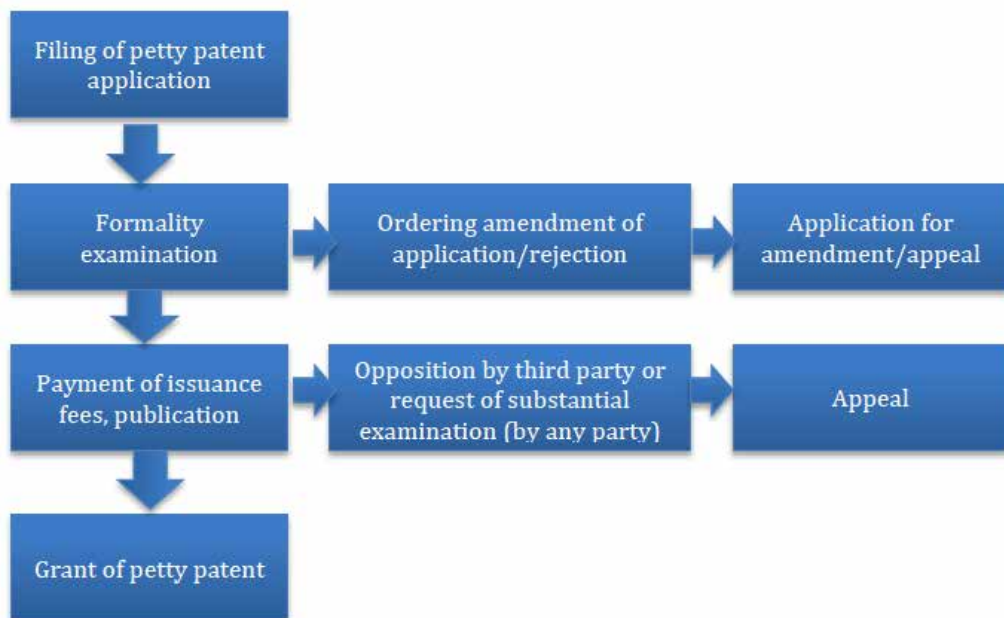 Filing of petty patent
application
Formality
examination
Ordering amendment of
application/rejection
Application for
amendment/appeal
Payment of issuance
fees, publication
Opposition by third party or
request of substantial
examination (by any party)
Appeal
Grant of petty patent